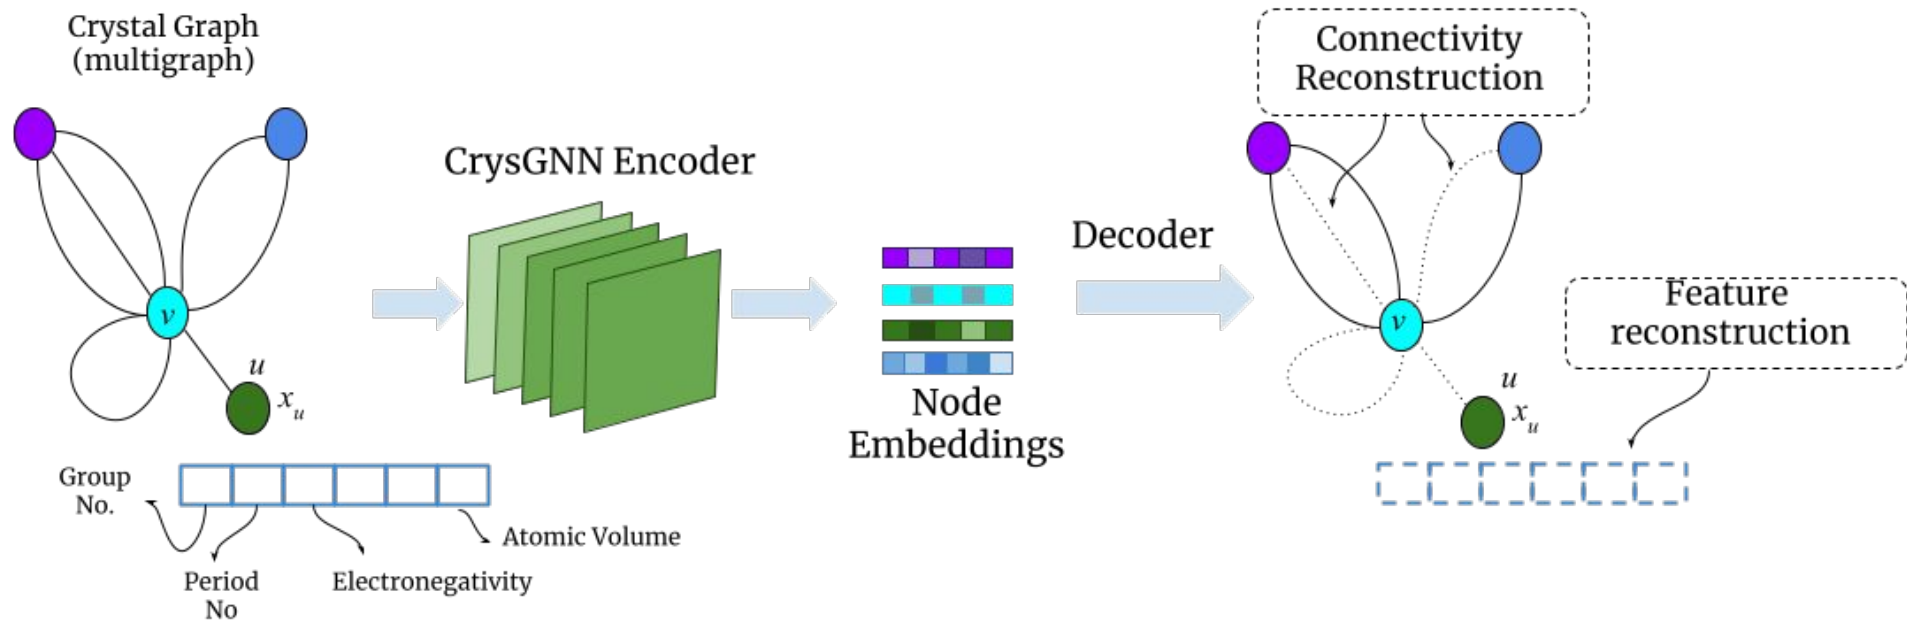 Crystal Graph
(multigraph)
v
u
x_u
Group
No.
Period
No
Electronegativity
Atomic Volume
CrysGNN Encoder
Node
Embeddings
Decoder
Connectivity
Reconstruction
v
u
x_u
Feature
reconstruction